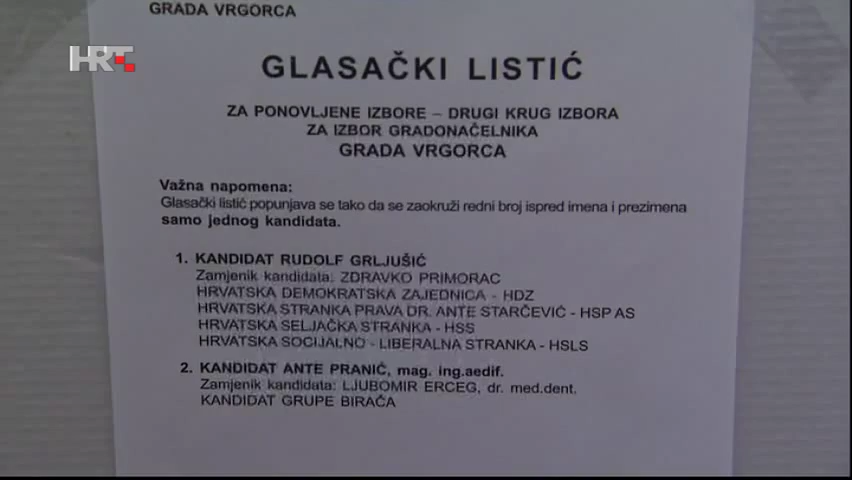 GRADA VRGORCA
HRT
GLASAČKI LISTIĆ
ZA PONOVLJENE IZBORE – DRUGI KRUG IZBORA
ZA IZBOR GRADONAČELNIKA
GRADA VRGORCA
Važna napomena:
Glasački listić popunjava se tako da se zaokruži redni broj ispred imena i prezimena
samo jednog kandidata.
1. KANDIDAT RUDOLF GRLJUŠIĆ
Zamjenik kandidata: ZDRAVKO PRIMORAC
HRVATSKA DEMOKRATSKA ZAJEDNICA - HDZ
HRVATSKA STRANKA PRAVA DR. ANTE STARČEVIĆ - HSP AS
HRVATSKA SELJAČKA STRANKA - HSS
HRVATSKA SOCIJALNO - LIBERALNA STRANKA - HSLS
2. KANDIDAT ANTE PRANIĆ, mag. ing.aedif.
Zamjenik kandidata: LJUBOMIR ERCEG, dr. med.dent.
KANDIDAT GRUPE BIRAČA